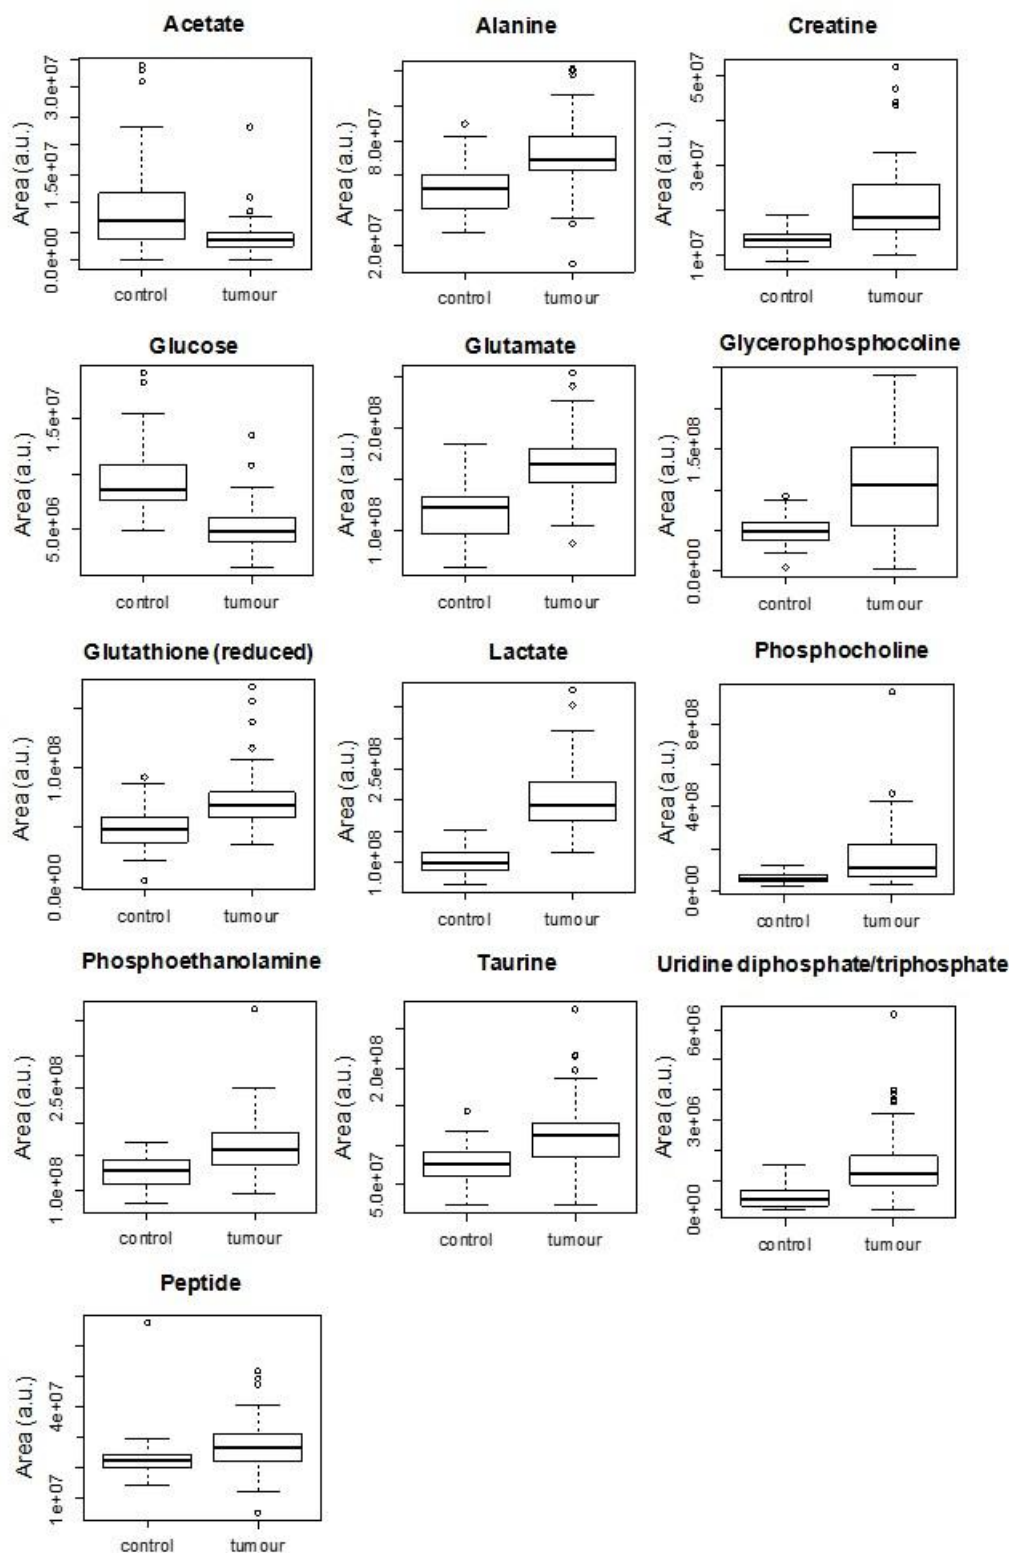 Acetate
Area (a.u.)
0.0e+00 1.5e+07 3.0e+07
control tumour
Alanine
Area (a.u.)
2.0e+07 8.0e+07
control tumour
Creatine
Area (a.u.)
1e+07 3e+07 5e+07
control tumour
Glucose
Area (a.u.)
5.0e+06 1.5e+07
control tumour
Glutamate
Area (a.u.)
1.0e+08 2.0e+08
control tumour
Glycerophosphocoline
Area (a.u.)
0.0e+00 1.5e+08
control tumour
Glutathione (reduced)
Area (a.u.)
0.0e+00 1.0e+08
control tumour
Lactate
Area (a.u.)
1.0e+08 2.5e+08
control tumour
Phosphocholine
Area (a.u.)
0e+00 4e+08 8e+08
control tumour
Phosphoethanolamine
Area (a.u.)
1.0e+08 2.5e+08
control tumour
Taurine
Area (a.u.)
5.0e+07 2.0e+08
control tumour
Uridine diphosphate/triphosphate
Area (a.u.)
0e+00 3e+06 6e+06
control tumour
Peptide
Area (a.u.)
1e+07 4e+07
control tumour